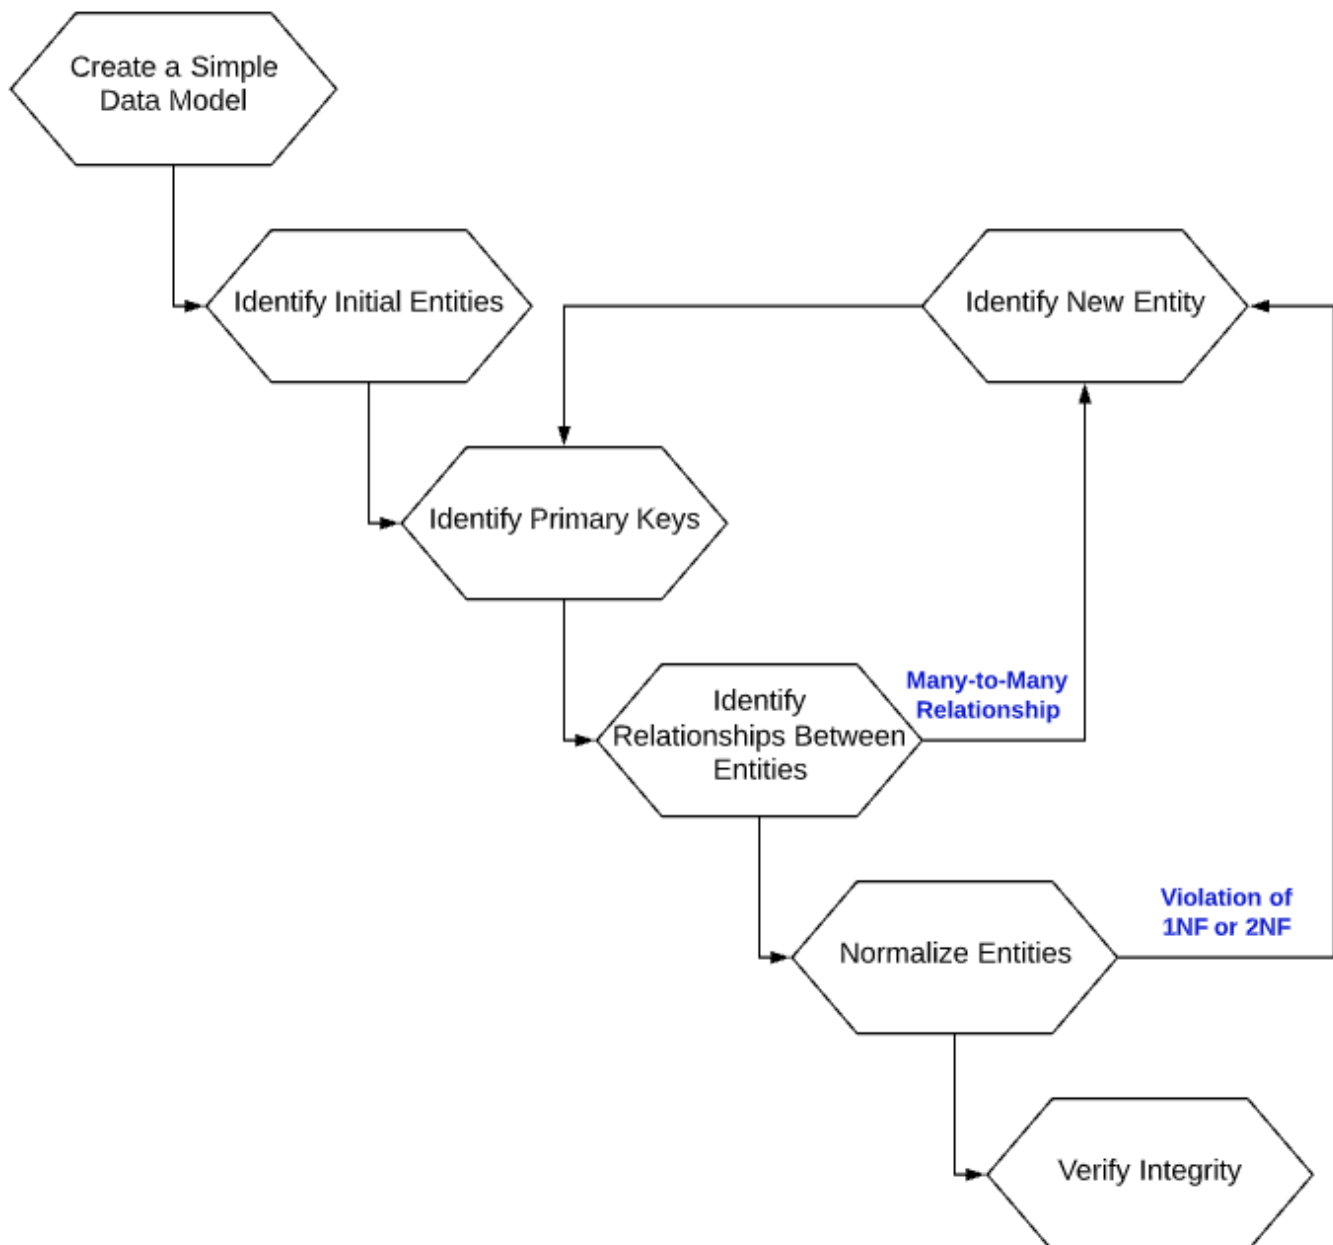 Create a Simple
Data Model
Identify Initial Entities
Identify New Entity
Identify Primary Keys
Identify
Relationships Between
Entities
Many-to-Many
Relationship
Normalize Entities
Violation of
1NF or 2NF
Verify Integrity